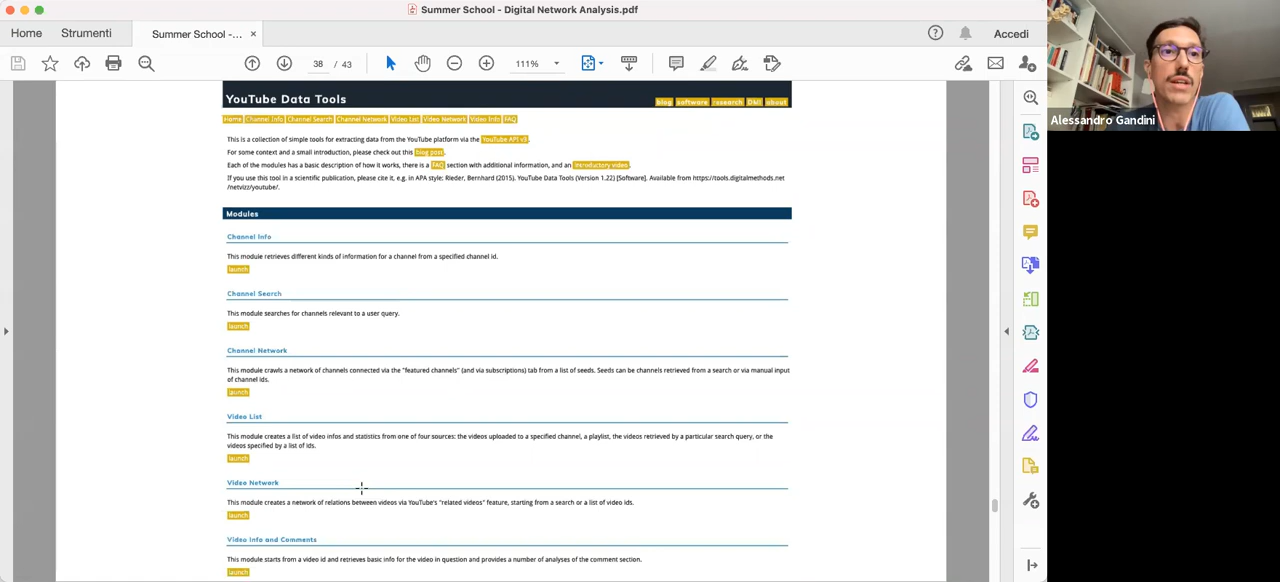 Summer School - Digital Network Analysis.pdf
Home Strumenti Summer School -... × Accedi
38 / 43 111%
YouTube Data Tools
blog software research DMI about
Home Channel Info Channel Search Channel Network Video List Video Network Video Info FAQ
This is a collection of simple tools for extracting data from the YouTube platform via the YouTube API v3.
For some context and a small introduction, please check out this blog post.
Each of the modules has a basic description of how it works, there is a FAQ section with additional information, and an introductory video.
If you use this tool in a scientific publication, please cite it, e.g. in APA style: Rieder, Bernhard (2015). YouTube Data Tools (Version 1.22) [Software]. Available from https://tools.digitalmethods.net
/netvizz/youtube/.
Modules
Channel Info
This module retrieves different kinds of information for a channel from a specified channel id.
launch
Channel Search
This module searches for channels relevant to a user query.
launch
Channel Network
This module crawls a network of channels connected via the "featured channels" (and via subscriptions) tab from a list of seeds. Seeds can be channels retrieved from a search or via manual input
of channel ids.
launch
Video List
This module creates a list of video infos and statistics from one of four sources: the videos uploaded to a specified channel, a playlist, the videos retrieved by a particular search query, or the
videos specified by a list of ids.
launch
Video Network
This module creates a network of relations between videos via YouTube's "related videos" feature, starting from a search or a list of video ids.
launch
Video Info and Comments
This module starts from a video id and retrieves basic info for the video in question and provides a number of analyses of the comment section.
launch
Alessandro Gandini